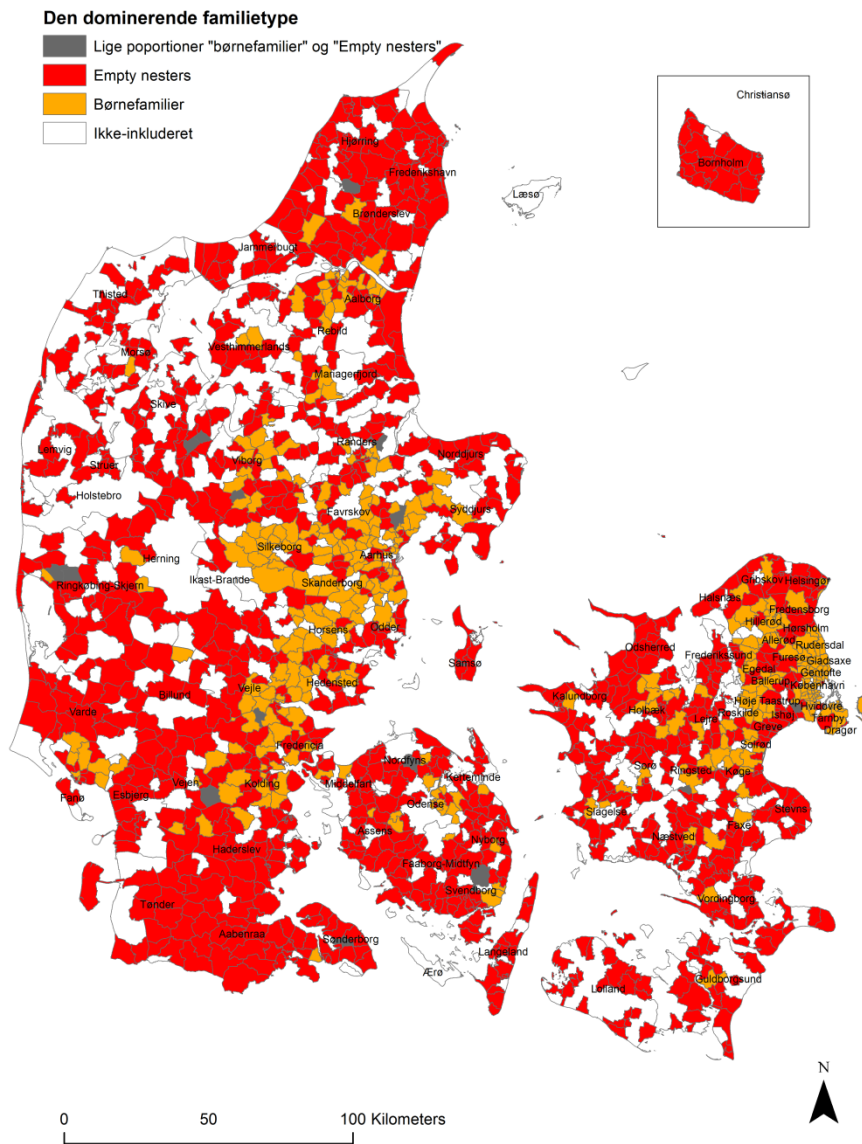 Den dominerende familietype
Lige poportioner "børnefamilier" og "Empty nesters"
Empty nesters
Børnefamilier
Ikke-inkluderet
Christiansø
Bornholm
Hjørring
Frederikshavn
Læsø
Brønderslev
Jammerbugt
Thisted
Aalborg
Rebild
Vesthimmerlands
Morsø
Mariagerfjord
Skive
Randers
Lemvig
Norddjurs
Struer
Viborg
Holstebro
Favrskov
Syddjurs
Silkeborg
Aarhus
Herning
Ikast-Brande
Skanderborg
Ringkøbing-Skjern
Gribskov
Helsingør
Halsnæs
Fredensborg
Hillerød
Hørsholm
Horsens
Odder
Allerød
Rudersdal
Odsherred
Frederikssund
Furesø
Gladsaxe
Samsø
Egedal
Gentofte
Hedensted
Ballerup
København
Kalundborg
Billund
Vejle
Høje Taastrup
Hvidovre
Varde
Holbæk
Lejre
Roskilde
Ishøj
Tårnby
Greve
Dragør
Fredericia
Solrød
Nordfyns
Sorø
Ringsted
Køge
Vejen
Kolding
Middelfart
Kerteminde
Fanø
Esbjerg
Odense
Slagelse
Stevns
Assens
Faxe
Nyborg
Næstved
Haderslev
Faaborg-Midtfyn
Svendborg
Vordingborg
Tønder
Aabenraa
Sønderborg
Langeland
Ærø
Guldborgsund
Lolland
N
0 50 100 Kilometers